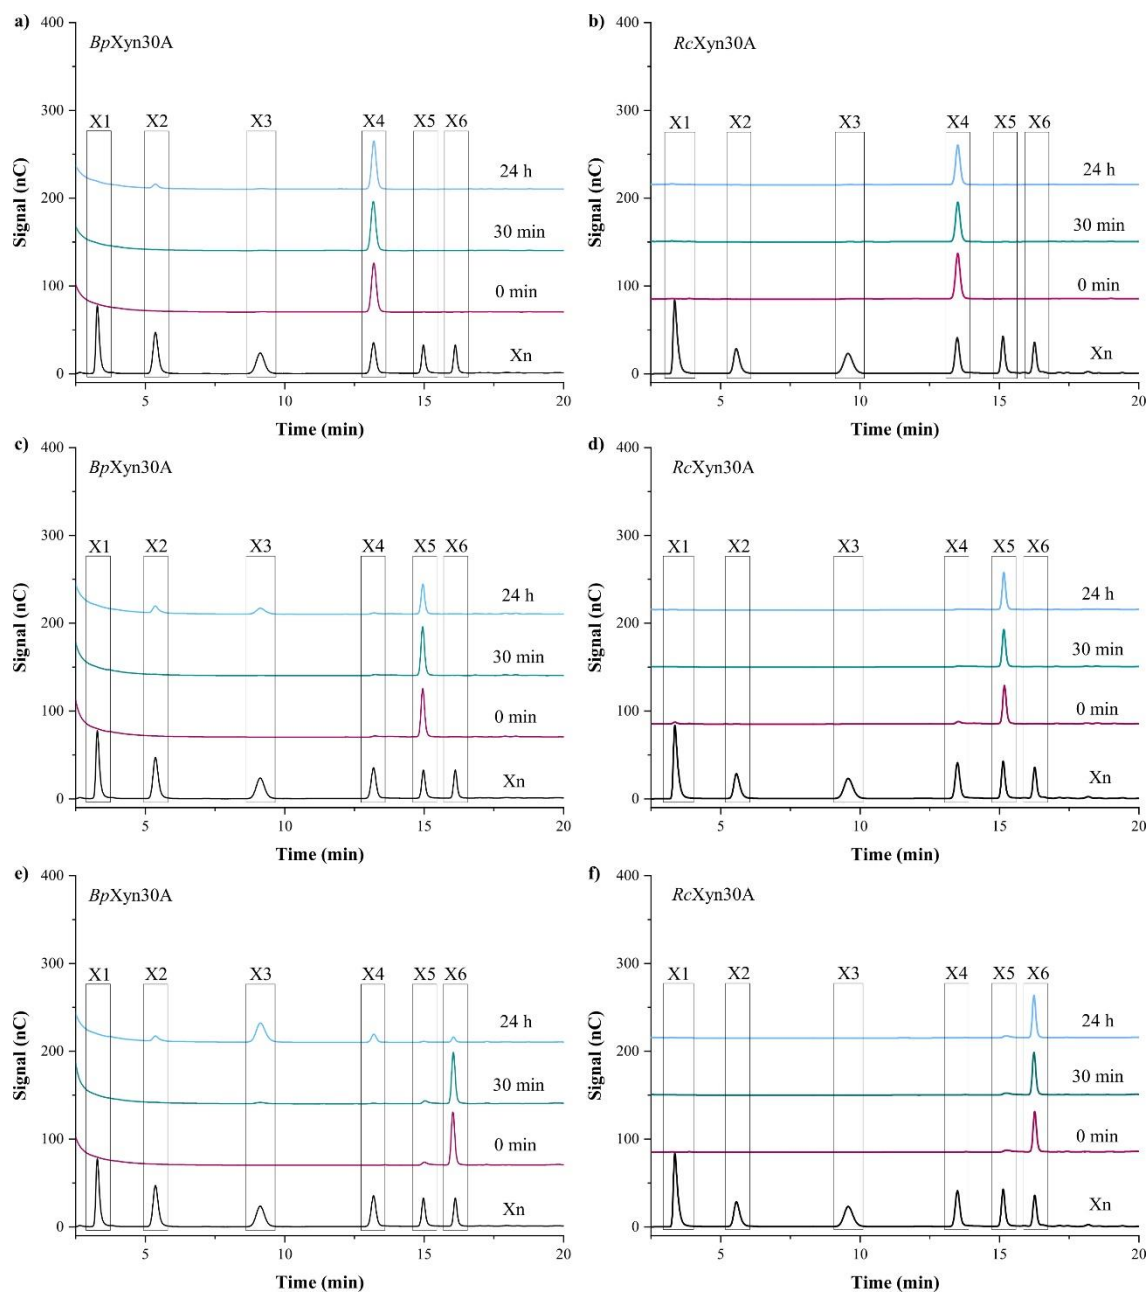 a)
400
BpXyn30A
300
X1 X2 X3 X4 X5 X6
24 h
200
30 min
100
0 min
Xn
0
5 10 15 20
Signal (nC)
Time (min)
b)
400
RcXyn30A
300
X1 X2 X3 X4 X5 X6
24 h
200
30 min
100
0 min
Xn
0
5 10 15 20
Signal (nC)
Time (min)
c)
400
BpXyn30A
300
X1 X2 X3 X4 X5 X6
24 h
200
30 min
100
0 min
Xn
0
5 10 15 20
Signal (nC)
Time (min)
d)
400
RcXyn30A
300
X1 X2 X3 X4 X5 X6
24 h
200
30 min
100
0 min
Xn
0
5 10 15 20
Signal (nC)
Time (min)
e)
400
BpXyn30A
300
X1 X2 X3 X4 X5 X6
24 h
200
30 min
100
0 min
Xn
0
5 10 15 20
Signal (nC)
Time (min)
f)
400
RcXyn30A
300
X1 X2 X3 X4 X5 X6
24 h
200
30 min
100
0 min
Xn
0
5 10 15 20
Signal (nC)
Time (min)